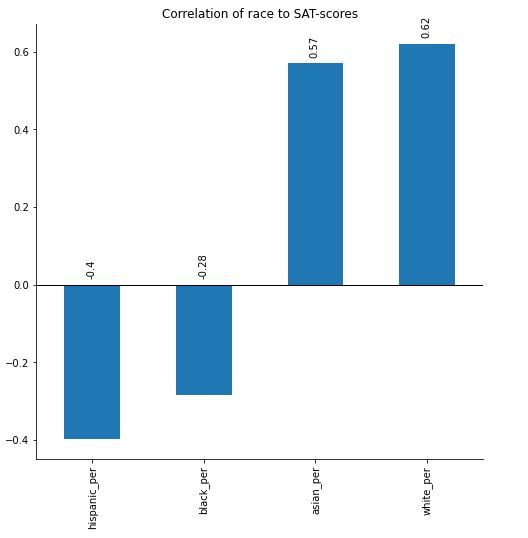 Correlation of race to SAT-scores
0.6
0.4
0.2
0.0
−0.2
−0.4
-0.4
-0.28
0.57
0.62
hispanic_per
black_per
asian_per
white_per